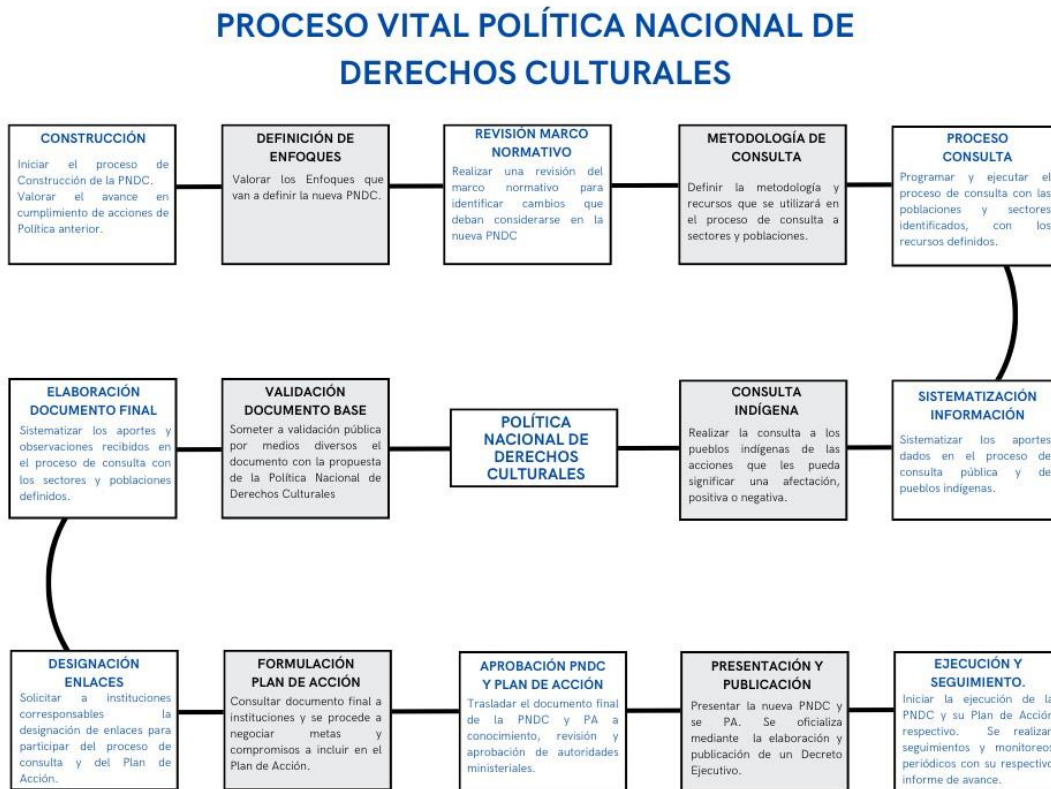 PROCESO VITAL POLÍTICA NACIONAL DE
DERECHOS CULTURALES
CONSTRUCCIÓN
Iniciar el proceso de
Construcción de la PNDC.
Valorar el avance en
cumplimiento de acciones de
Política anterior.
DEFINICIÓN DE
ENFOQUES
Valorar los Enfoques que
van a definir la nueva PNDC.
REVISIÓN MARCO
NORMATIVO
Realizar una revisión del
marco normativo para
identificar cambios que
deban considerarse en la
nueva PNDC
METODOLOGÍA DE
CONSULTA
Definir la metodología y
recursos que se utilizará en
el proceso de consulta a
sectores y poblaciones.
PROCESO
CONSULTA
Programar y ejecutar el
proceso de consulta con las
poblaciones y sectores
identificados, con los
recursos definidos.
ELABORACIÓN
DOCUMENTO FINAL
Sistematizar los aportes y
observaciones recibidos en
el proceso de consulta con
los sectores y poblaciones
definidos.
VALIDACIÓN
DOCUMENTO BASE
Someter a validación pública
por medios diversos el
documento con la propuesta
de la Política Nacional de
Derechos Culturales
POLÍTICA
NACIONAL DE
DERECHOS
CULTURALES
CONSULTA
INDÍGENA
Realizar la consulta a los
pueblos indígenas de las
acciones que les pueda
significar una afectación,
positiva o negativa.
SISTEMATIZACIÓN
INFORMACIÓN
Sistematizar los aportes
dados en el proceso de
consulta pública y de
pueblos indígenas.
DESIGNACIÓN
ENLACES
Solicitar a instituciones
corresponsables la
designación de enlaces para
participar del proceso de
consulta y del Plan de
Acción.
FORMULACIÓN
PLAN DE ACCIÓN
Consultar documento final a
instituciones y se procede a
negociar metas y
compromisos a incluir en el
Plan de Acción.
APROBACIÓN PNDC
Y PLAN DE ACCIÓN
Trasladar el documento final
de la PNDC y PA a
conocimiento, revisión y
aprobación de autoridades
ministeriales.
PRESENTACIÓN Y
PUBLICACIÓN
Presentar la nueva PNDC y
se PA. Se oficializa
mediante la elaboración y
publicación de un Decreto
Ejecutivo.
EJECUCIÓN Y
SEGUIMIENTO.
Iniciar la ejecución de la
PNDC y su Plan de Acción
respectivo. Se realizan
seguimientos y monitoreos
periódicos con su respectivo
informe de avance.